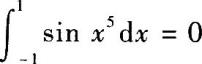 ∫_{-1}^{1} sin x^5 dx = 0